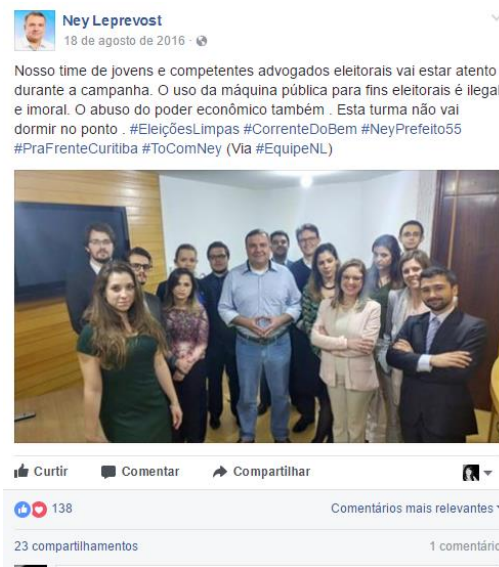 Ney Leprevost
18 de agosto de 2016 ·
Nosso time de jovens e competentes advogados eleitorais vai estar atento
durante a campanha. O uso da máquina pública para fins eleitorais é ilegal
e imoral. O abuso do poder econômico também . Esta turma não vai
dormir no ponto . #EleiçõesLimpas #CorrenteDoBem #NeyPrefeito55
#PraFrenteCuritiba #ToComNey (Via #EquipeNL)
Curtir Comentar Compartilhar
138 Comentários mais relevantes
23 compartilhamentos 1 comentário